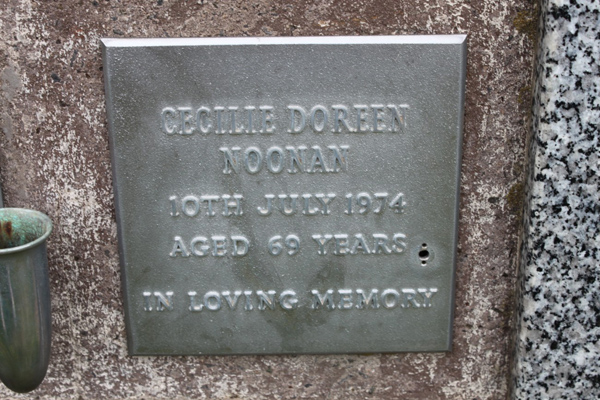 CECILIE DOREEN
NOONAN
10TH JULY 1974
AGED 69 YEARS
IN LOVING MEMORY